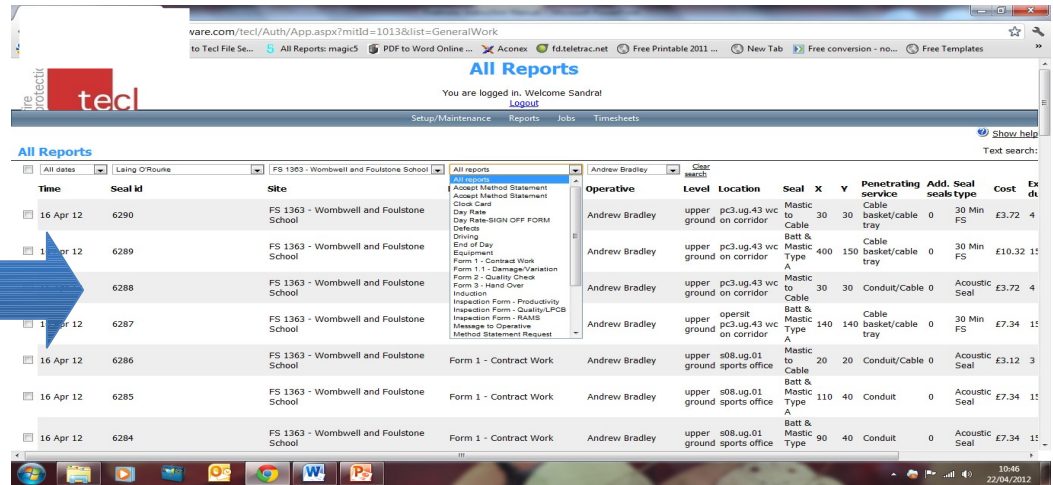 ware.com/tecl/Auth/App.aspx?mitId=1013&list=GeneralWork
to Tecl File Se... All Reports: magic5 PDF to Word Online ... Aconex fd.teletrac.net Free Printable 2011 ... New Tab Free conversion - no... Free Templates »
All Reports
fire protectio
tecl
You are logged in. Welcome Sandra!
Logout
Setup/Maintenance Reports Jobs Timesheets
Show help
All Reports Text search:
All dates Laing O'Rourke FS 1363 - Wombwell and Foulstone School All reports Andrew Bradley Clear search
All reports
Accept Method Statement
Accept Method Statement
Clock Card
Day Rate
Day Rate-SIGN OFF FORM
Defects
Driving
End of Day
Equipment
Form 1 - Contract Work
Form 1.1 - Damage/Variation
Form 2 - Quality Check
Form 3 - Hand Over
Induction
Inspection Form - Productivity
Inspection Form - Quality/LPCB
Inspection Form - RAMS
Message to Operative
Method Statement Request
Time Seal id Site Operative Level Location Seal X Y Penetrating service Add. seals Seal type Cost Ex du
16 Apr 12 6290 FS 1363 - Wombwell and Foulstone School Andrew Bradley upper ground pc3.ug.43 wc on corridor Mastic to Cable 30 30 Cable basket/cable tray 0 30 Min FS £3.72 4
1 Apr 12 6289 FS 1363 - Wombwell and Foulstone School Andrew Bradley upper ground pc3.ug.43 wc on corridor Batt & Mastic Type A 400 150 Cable basket/cable tray 0 30 Min FS £10.32 15
6288 FS 1363 - Wombwell and Foulstone School Andrew Bradley upper ground pc3.ug.43 wc on corridor Mastic to Cable 30 30 Conduit/Cable 0 Acoustic Seal £3.72 4
1 Apr 12 6287 FS 1363 - Wombwell and Foulstone School Andrew Bradley upper ground opersit pc3.ug.43 wc on corridor Batt & Mastic Type A 140 140 Cable basket/cable tray 0 30 Min FS £7.34 15
16 Apr 12 6286 FS 1363 - Wombwell and Foulstone School Form 1 - Contract Work Andrew Bradley upper ground s08.ug.01 sports office Mastic to Cable 20 20 Conduit/Cable 0 Acoustic Seal £3.12 3
16 Apr 12 6285 FS 1363 - Wombwell and Foulstone School Form 1 - Contract Work Andrew Bradley upper ground s08.ug.01 sports office Batt & Mastic Type A 110 40 Conduit 0 Acoustic Seal £7.34 15
16 Apr 12 6284 FS 1363 - Wombwell and Foulstone School Form 1 - Contract Work Andrew Bradley upper ground s08.ug.01 sports office Batt & Mastic Type 90 40 Conduit 0 Acoustic Seal £7.34 15
10:46
22/04/2012